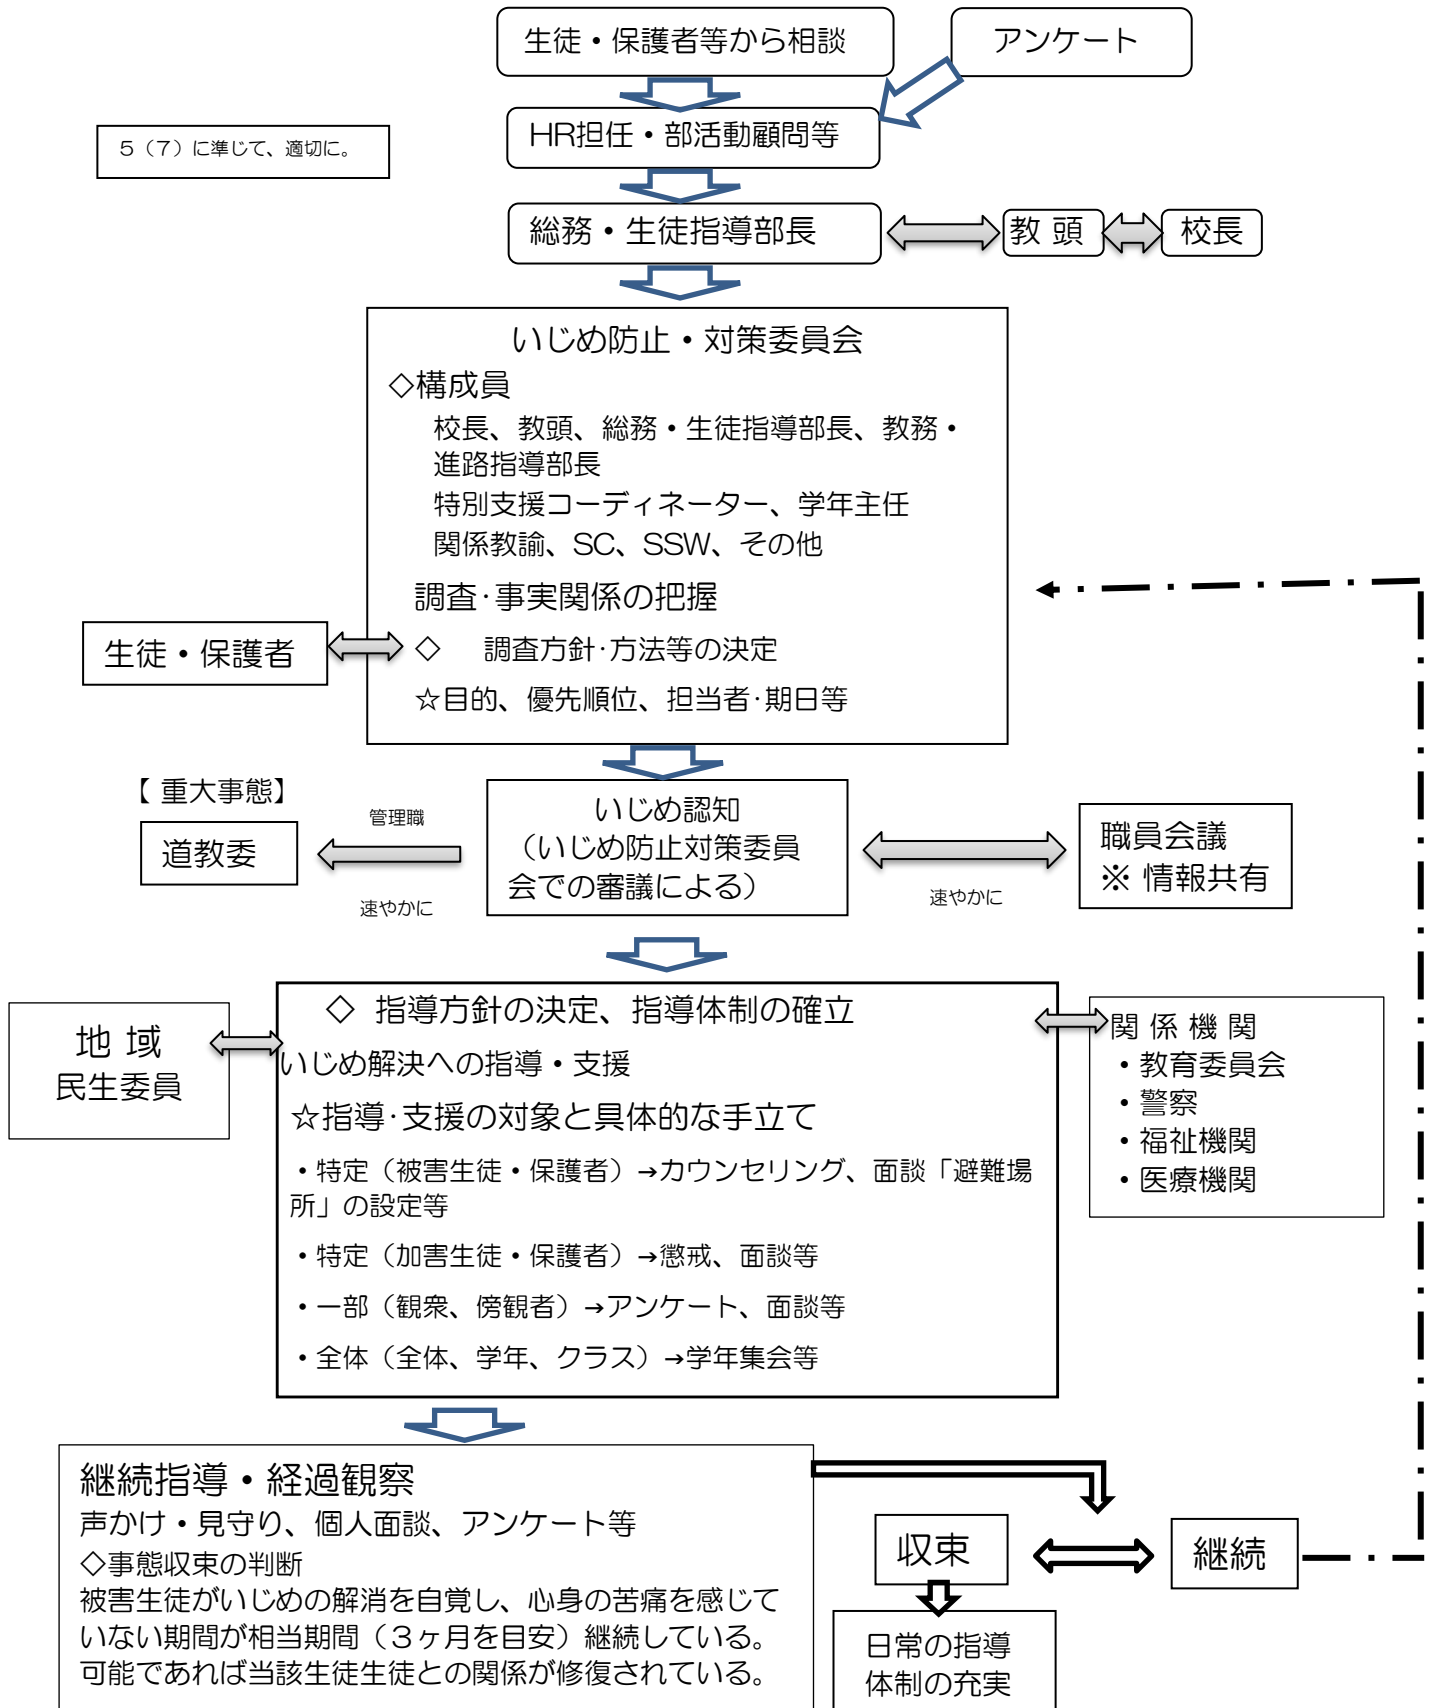 生徒・保護者等から相談
アンケート
HR担任・部活動顧問等
5（7）に準じて、適切に。
総務・生徒指導部長
教 頭
校長
いじめ防止・対策委員会
◇構成員
校長、教頭、総務・生徒指導部長、教務・
進路指導部長
特別支援コーディネーター、学年主任
関係教諭、SC、SSW、その他
調査･事実関係の把握
生徒・保護者
◇　調査方針･方法等の決定
☆目的、優先順位、担当者･期日等
【 重大事態】
道教委
管理職
速やかに
いじめ認知
（いじめ防止対策委員
会での審議による）
速やかに
職員会議
※ 情報共有
地 域
民生委員
◇ 指導方針の決定、指導体制の確立
いじめ解決への指導・支援
☆指導･支援の対象と具体的な手立て
・特定（被害生徒・保護者）→カウンセリング、面談「避難場
所」の設定等
・特定（加害生徒・保護者）→懲戒、面談等
・一部（観衆、傍観者）→アンケート、面談等
・全体（全体、学年、クラス）→学年集会等
関 係 機 関
・教育委員会
・警察
・福祉機関
・医療機関
継続指導・経過観察
声かけ・見守り、個人面談、アンケート等
◇事態収束の判断
被害生徒がいじめの解消を自覚し、心身の苦痛を感じて
いない期間が相当期間（3ヶ月を目安）継続している。
可能であれば当該生徒生徒との関係が修復されている。
収束
継続
日常の指導
体制の充実